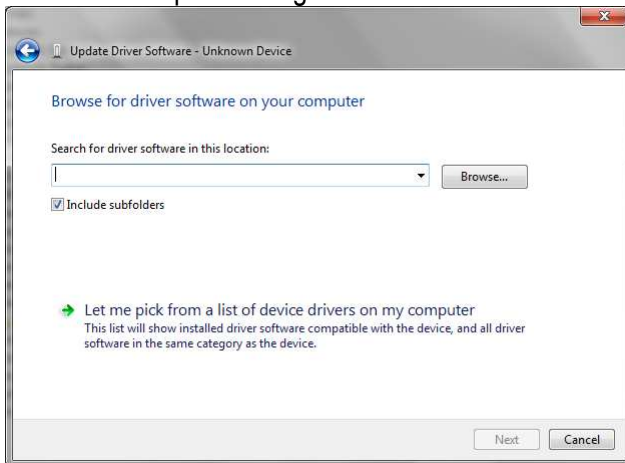 Update Driver Software - Unknown Device
Browse for driver software on your computer
Search for driver software in this location:
Browse...
Include subfolders
Let me pick from a list of device drivers on my computer
This list will show installed driver software compatible with the device, and all driver
software in the same category as the device.
Next Cancel